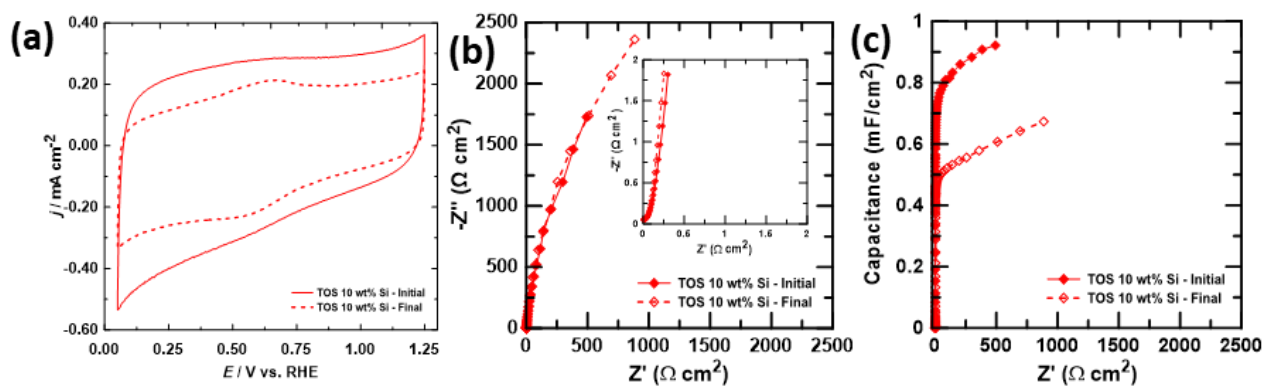 (a)
0.40
0.20
0.00
-0.20
-0.40
-0.60
j / mA cm-2
0.00
0.25
0.50
0.75
1.00
1.25
E / V vs. RHE
TOS 10 wt% Si - Initial
TOS 10 wt% Si - Final
(b)
2500
2000
1500
1000
500
0
-Z'' (Ω cm²)
0
500
1000
1500
2000
2500
Z' (Ω cm²)
TOS 10 wt% Si - Initial
TOS 10 wt% Si - Final
2
1.8
1.2
0.6
0
-Z' (Ω cm²)
0.6
1.2
1.8
2
Z' (Ω cm²)
(c)
1
0.8
0.6
0.4
0.2
0
Capacitance (mF/cm²)
0
500
1000
1500
2000
2500
Z' (Ω cm²)
TOS 10 wt% Si - Initial
TOS 10 wt% Si - Final